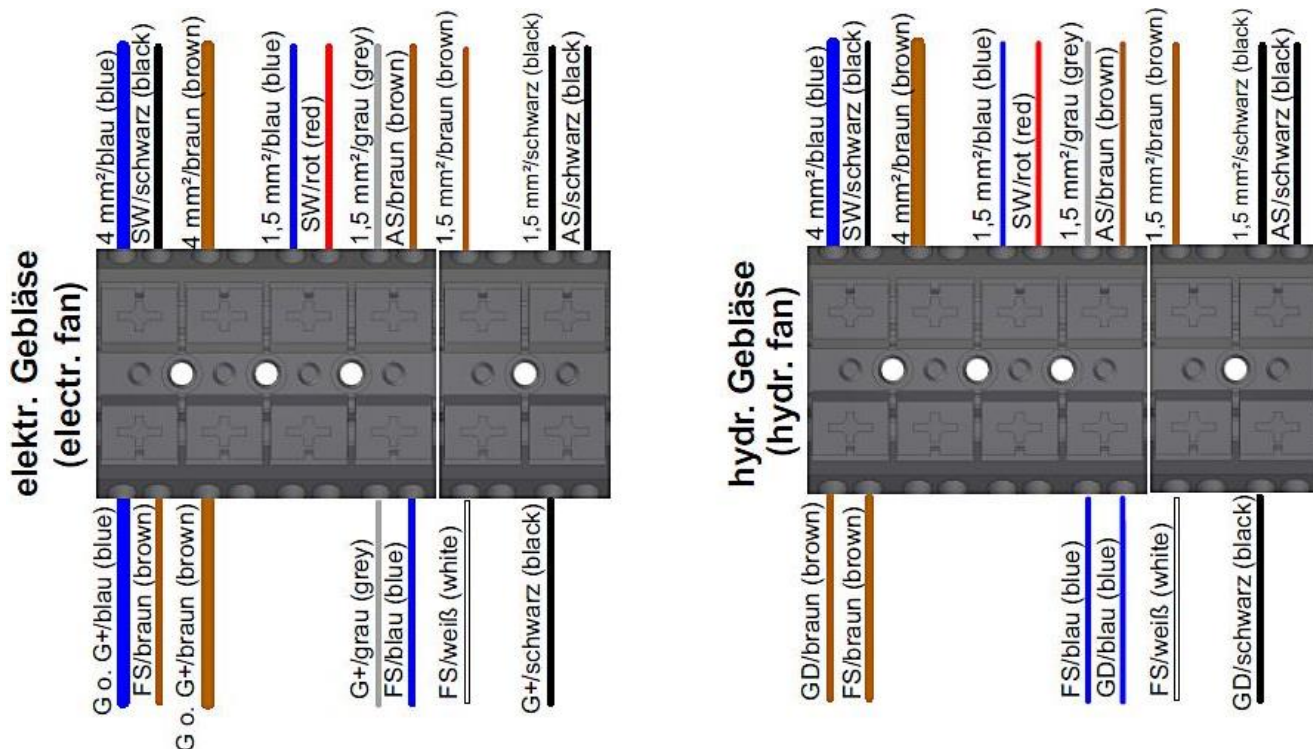 elektr. Gebläse
(electr. fan)
4 mm²/blau (blue)
SW/schwarz (black)
4 mm²/braun (brown)
1,5 mm²/blau (blue)
SW/rot (red)
1,5 mm²/grau (grey)
AS/braun (brown)
1,5 mm²/braun (brown)
1,5 mm²/schwarz (black)
AS/schwarz (black)
G o. G+/blau (blue)
FS/braun (brown)
G o. G+/braun (brown)
G+/grau (grey)
FS/blau (blue)
FS/weiß (white)
G+/schwarz (black)
hydr. Gebläse
(hydr. fan)
4 mm²/blau (blue)
SW/schwarz (black)
4 mm²/braun (brown)
1,5 mm²/blau (blue)
SW/rot (red)
1,5 mm²/grau (grey)
AS/braun (brown)
1,5 mm²/braun (brown)
1,5 mm²/schwarz (black)
AS/schwarz (black)
GD/braun (brown)
FS/braun (brown)
FS/blau (blue)
GD/blau (blue)
FS/weiß (white)
GD/schwarz (black)